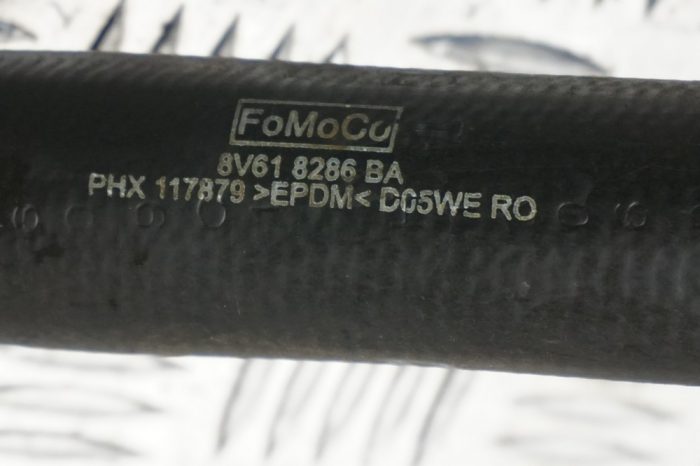 FoMoCo
8V61 8286 BA
PHX 117879 >EPDM< D05WE RO